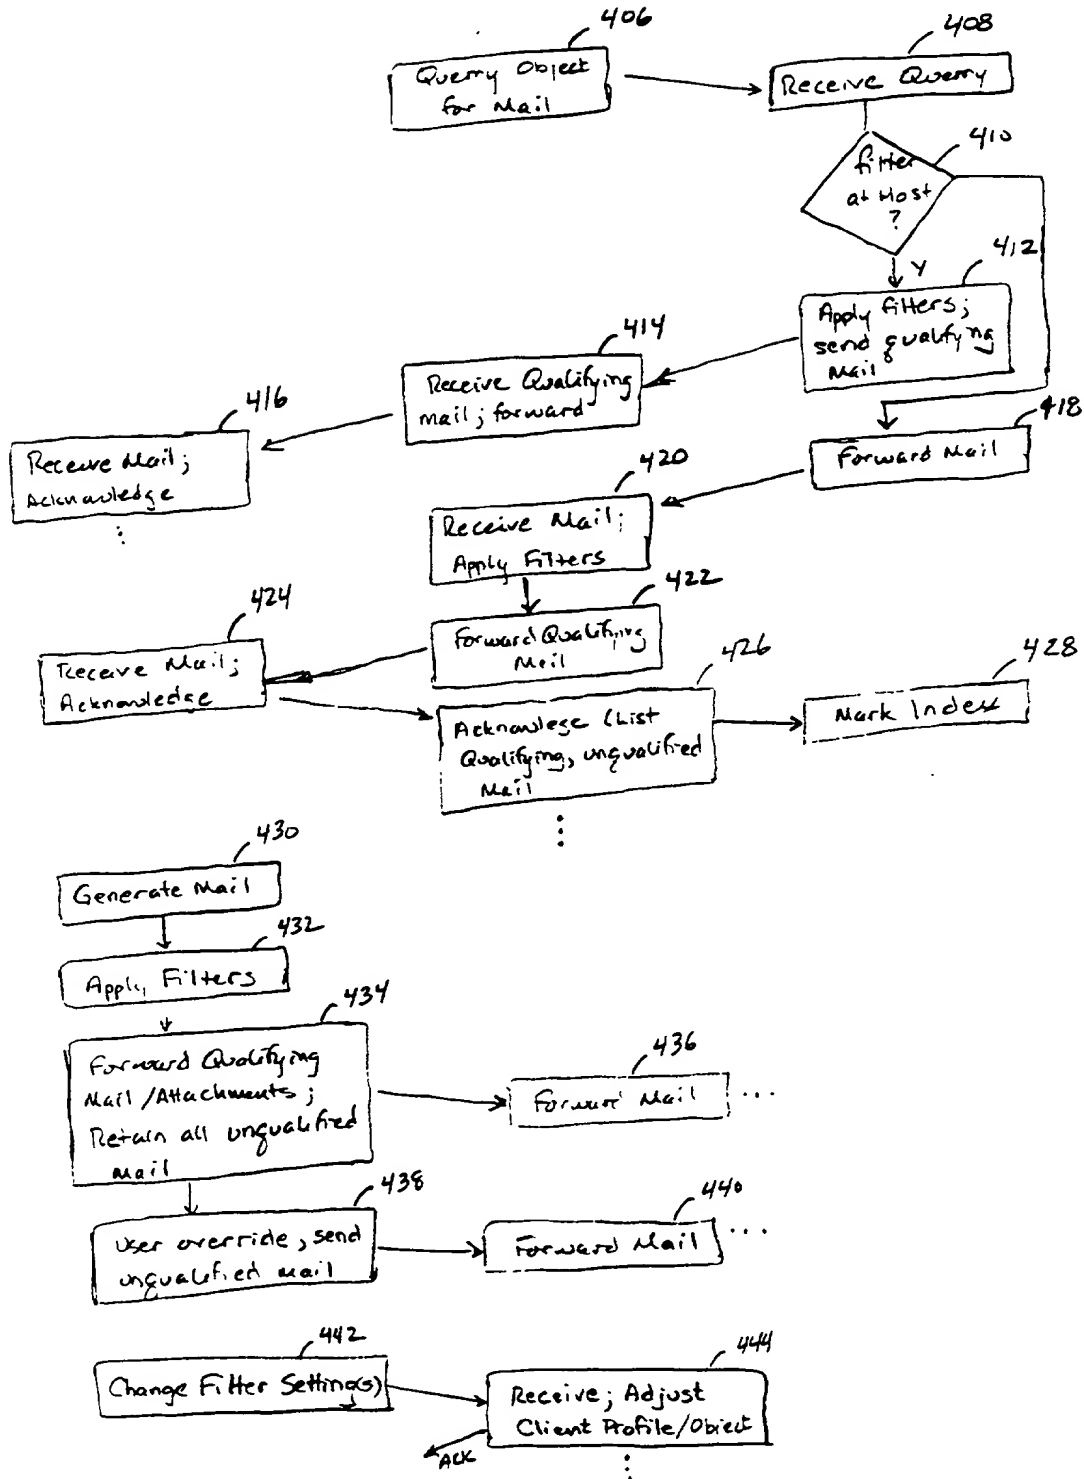 406
Querry Object
for Mail
408
Receive Querry
410
filter
at Host
?
Y
412
Apply filters;
send qualifying
Mail
414
Receive Qualifying
mail; forward
416
Receive Mail;
Acknowledge
418
Forward Mail
420
Receive Mail;
Apply Filters
422
Forward Qualifying
Mail
424
Receive Mail;
Acknowledge
426
Acknowlege (List
Qualifying, unqualified
Mail
428
Mark Index
430
Generate Mail
432
Apply Filters
434
Forward Qualifying
Mail/Attachments;
Retain all unqualified
Mail
436
Forward Mail ...
438
User override, send
unqualified Mail
440
Forward Mail ...
442
Change Filter Setting(s)
444
Receive; Adjust
Client Profile/Object
ACK